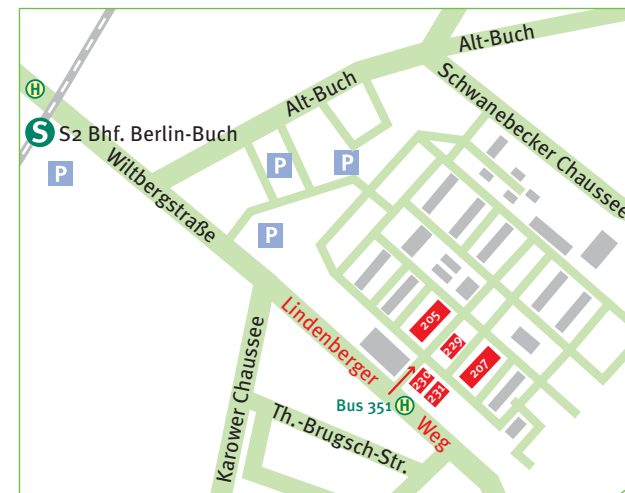 Alt-Buch
Alt-Buch
Schwanebecker Chaussee
H
S
S2 Bhf. Berlin-Buch
P
P
P
P
Wiltbergstraße
Lindenberger
Weg
Karower Chaussee
205
229
207
230
231
Bus 351 H
Th.-Brugsch-Str.